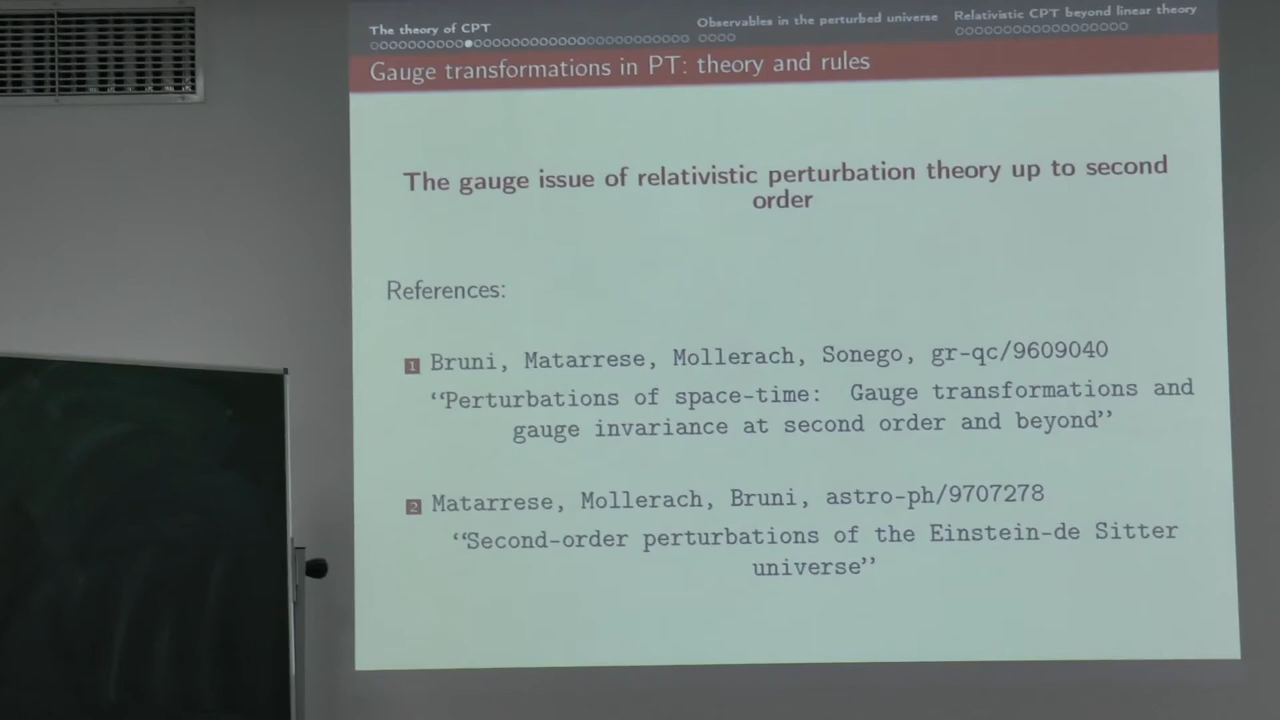 The theory of CPT
Observables in the perturbed universe
Relativistic CPT beyond linear theory
Gauge transformations in PT: theory and rules
The gauge issue of relativistic perturbation theory up to second
order
References:
1 Bruni, Matarrese, Mollerach, Sonego, gr-qc/9609040
“Perturbations of space-time: Gauge transformations and
gauge invariance at second order and beyond”
2 Matarrese, Mollerach, Bruni, astro-ph/9707278
“Second-order perturbations of the Einstein-de Sitter
universe”